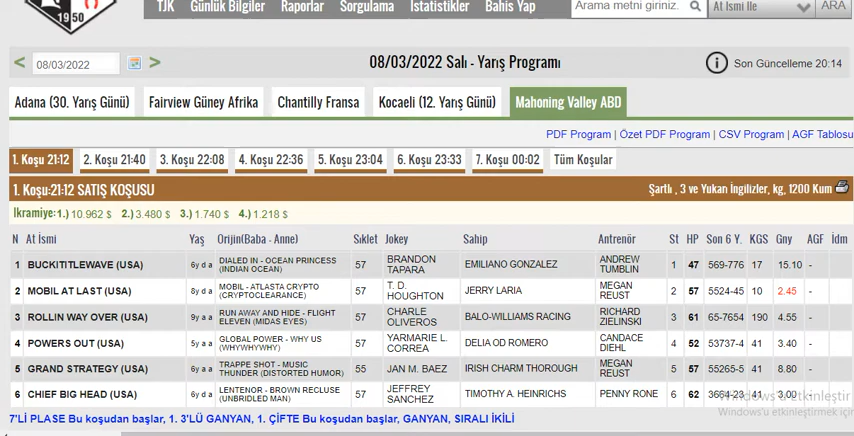 TJK Günlük Bilgiler Raporlar Sorgulama İstatistikler Bahis Yap Arama metni giriniz. At İsmi İle ARA
1950
08/03/2022 08/03/2022 Salı - Yarış Programı Son Güncelleme 20:14
Adana (30. Yarış Günü) Fairview Güney Afrika Chantilly Fransa Kocaeli (12. Yarış Günü) Mahoning Valley ABD
PDF Program | Özet PDF Program | CSV Program | AGF Tablosu
1. Koşu 21:12 2. Koşu 21:40 3. Koşu 22:08 4. Koşu 22:36 5. Koşu 23:04 6. Koşu 23:33 7. Koşu 00:02 Tüm Koşular
1. Koşu:21:12 SATIŞ KOŞUSU Şartlı , 3 ve Yukarı İngilizler, kg, 1200 Kum
İkramiye: 1.) 10.962 $ 2.) 3.480 $ 3.) 1.740 $ 4.) 1.218 $
N At İsmi Yaş Orijin(Baba - Anne) Sıklet Jokey Sahip Antrenör St HP Son 6 Y. KGS Gny AGF İdm
1 BUCKITITLEWAVE (USA) 6y d a DIALED IN - OCEAN PRINCESS (INDIAN OCEAN) 57 BRANDON TAPARA EMILIANO GONZALEZ ANDREW TUMBLIN 1 47 569-776 17 15.10 -
2 MOBIL AT LAST (USA) 8y d a MOBIL - ATLASTA CRYPTO (CRYPTOCLEARANCE) 57 T. D. HOUGHTON JERRY LARIA MEGAN REUST 2 57 5524-45 10 2.45 -
3 ROLLIN WAY OVER (USA) 9y a a RUN AWAY AND HIDE - FLIGHT ELEVEN (MIDAS EYES) 57 CHARLE OLIVEROS BALO-WILLIAMS RACING RICHARD ZIELINSKI 3 61 65-7654 190 4.55 -
4 POWERS OUT (USA) 5y a a GLOBAL POWER - WHY US (WHYWHYWHY) 57 YARMARIE L. CORREA DELIA OD ROMERO CANDACE DIEHL 4 52 53737-4 41 3.40 -
5 GRAND STRATEGY (USA) 6y a a TRAPPE SHOT - MUSIC THUNDER (DISTORTED HUMOR) 55 JAN M. BAEZ IRISH CHARM THOROUGH MEGAN REUST 5 57 55265-5 41 8.80 -
6 CHIEF BIG HEAD (USA) 6y d a LENTENOR - BROWN RECLUSE (UNBRIDLED MAN) 57 JEFFREY SANCHEZ TIMOTHY A. HEINRICHS PENNY RONE 6 62 3664-23 41 3.00 -
Windows'u etkinleştir
7'Lİ PLASE Bu koşudan başlar, 1. 3'LÜ GANYAN, 1. ÇİFTE Bu koşudan başlar, GANYAN, SIRALI İKİLİ
Windows'u etkinleştirmek için